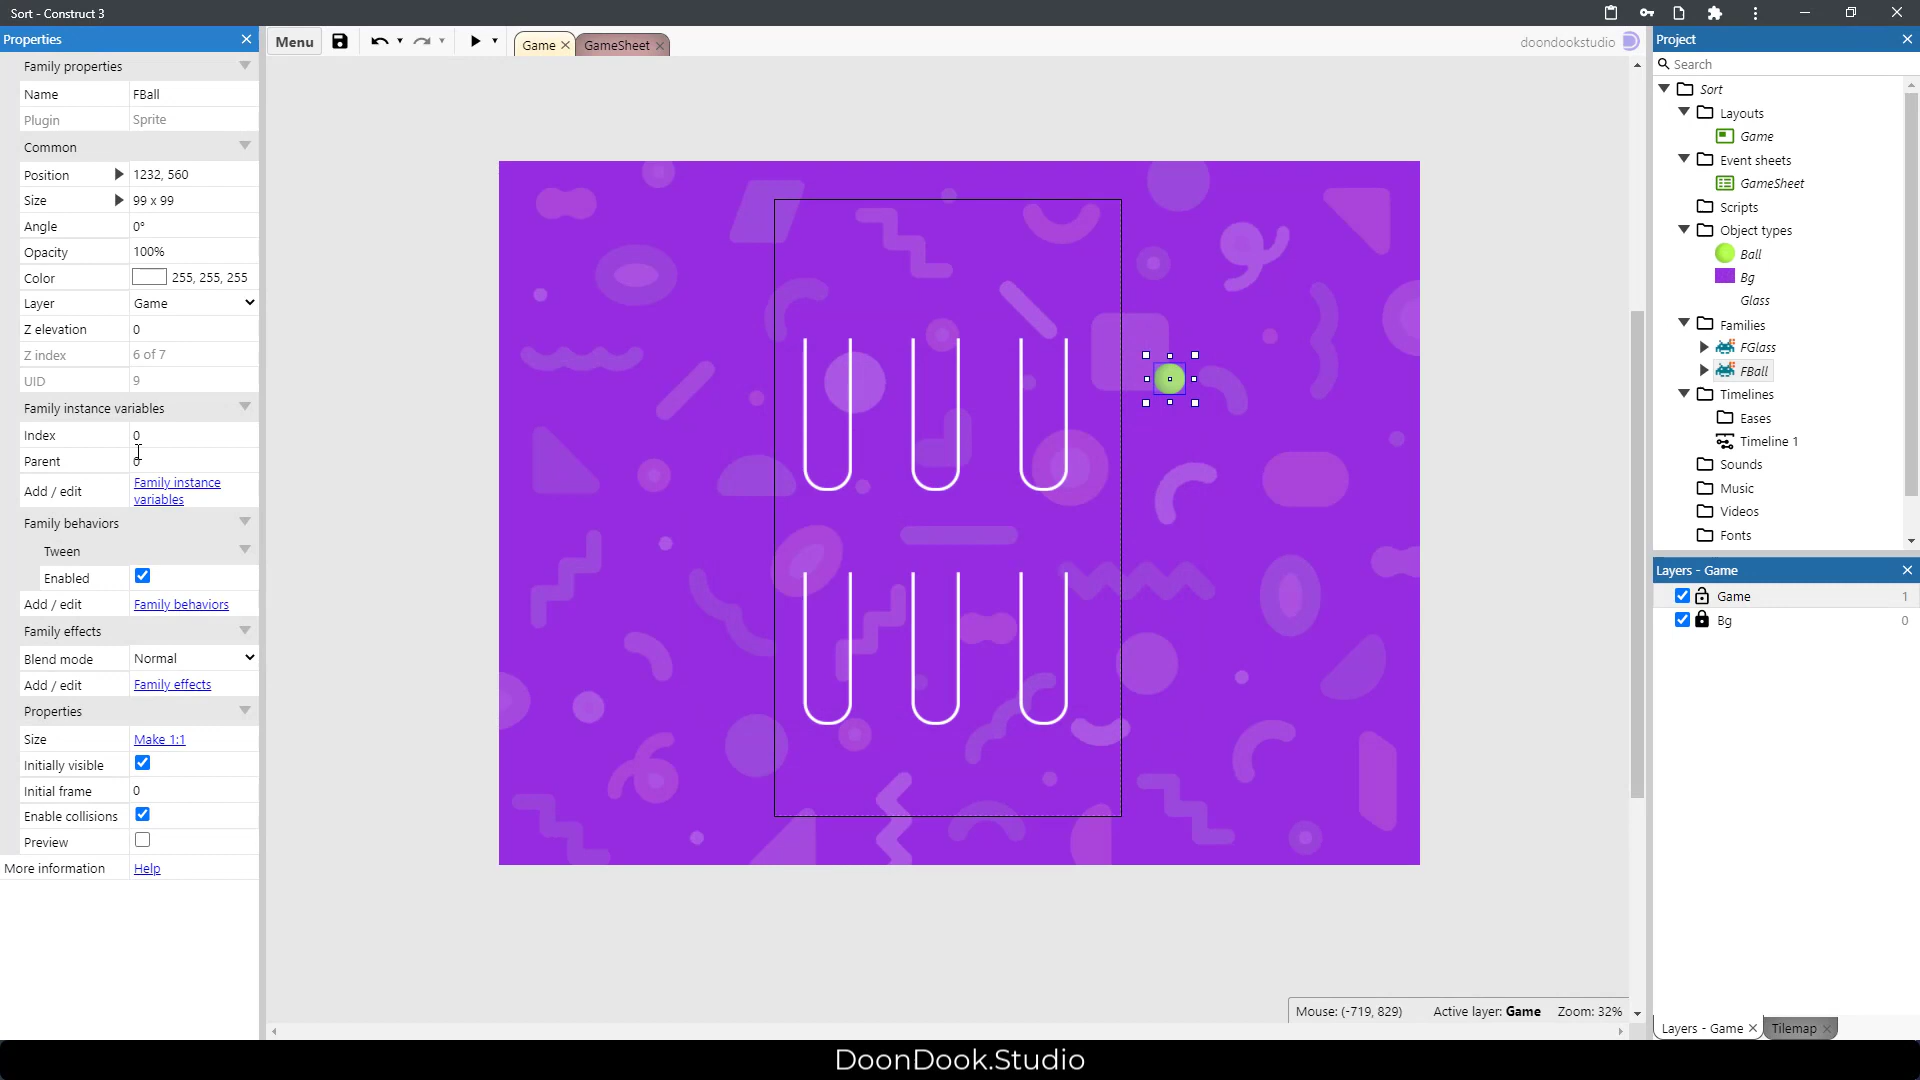 Sort - Construct 3
Properties
Family properties
Name FBall
Plugin Sprite
Common
Position 1232, 560
Size 99 x 99
Angle 0°
Opacity 100%
Color 255, 255, 255
Layer Game
Z elevation 0
Z index 6 of 7
UID 9
Family instance variables
Index 0
Parent 0
Add / edit Family instance variables
Family behaviors
Tween
Enabled
Add / edit Family behaviors
Family effects
Blend mode Normal
Add / edit Family effects
Properties
Size Make 1:1
Initially visible
Initial frame 0
Enable collisions
Preview
More information Help
Menu
Game
GameSheet
doondookstudio
Mouse: (-719, 829) Active layer: Game Zoom: 32%
Project
Search
Sort
Layouts
Game
Event sheets
GameSheet
Scripts
Object types
Ball
Bg
Glass
Families
FGlass
FBall
Timelines
Eases
Timeline 1
Sounds
Music
Videos
Fonts
Layers - Game
Game 1
Bg 0
Layers - Game Tilemap
DoonDook.Studio